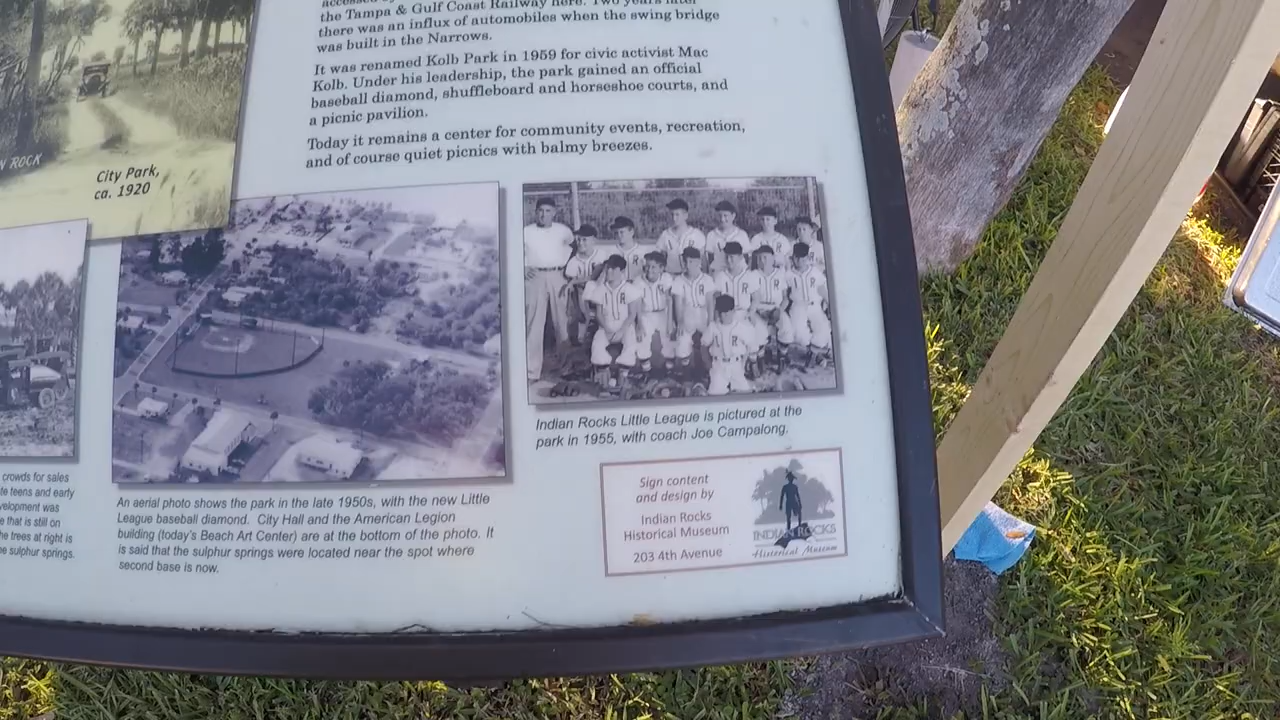 the Tampa & Gulf Coast Railway here. Two years later
there was an influx of automobiles when the swing bridge
was built in the Narrows.
It was renamed Kolb Park in 1959 for civic activist Mac
Kolb. Under his leadership, the park gained an official
baseball diamond, shuffleboard and horseshoe courts, and
a picnic pavilion.
Today it remains a center for community events, recreation,
and of course quiet picnics with balmy breezes.
N ROCK
City Park,
ca. 1920
crowds for sales
te teens and early
velopment was
e that is still on
he trees at right is
e sulphur springs.
An aerial photo shows the park in the late 1950s, with the new Little
League baseball diamond. City Hall and the American Legion
building (today's Beach Art Center) are at the bottom of the photo. It
is said that the sulphur springs were located near the spot where
second base is now.
Indian Rocks Little League is pictured at the
park in 1955, with coach Joe Campalong.
Sign content
and design by
Indian Rocks
Historical Museum
203 4th Avenue
INDIAN ROCKS
Historical Museum